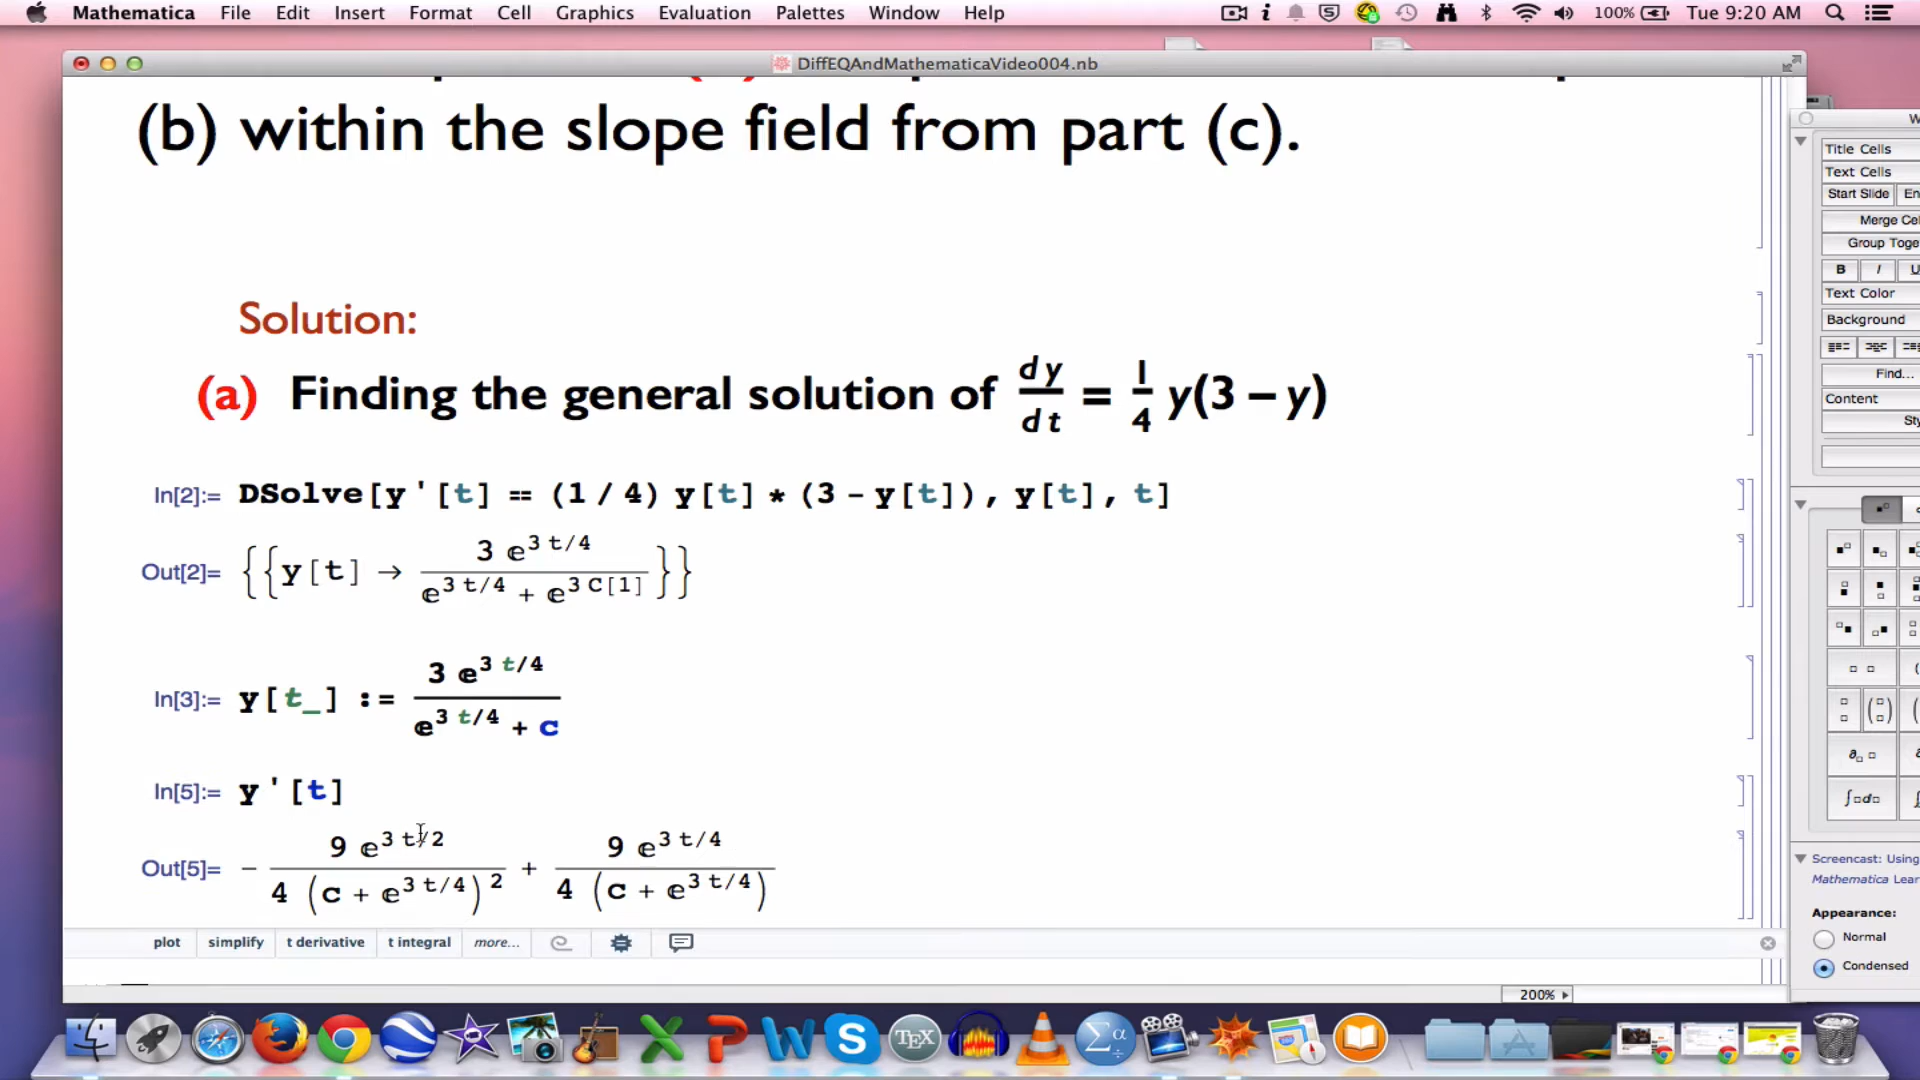 Mathematica File Edit Insert Format Cell Graphics Evaluation Palettes Window Help 100% Tue 9:20 AM
DiffEQAndMathematicaVideo004.nb
(b) within the slope field from part (c).
Solution:
(a) Finding the general solution of dy/dt = 1/4 y(3 – y)
In[2]:= DSolve[y'[t] == (1/4) y[t] * (3 - y[t]), y[t], t]
Out[2]= {{y[t] → 3 e^(3 t/4) / (e^(3 t/4) + e^(3 C[1]))}}
In[3]:= y[t_] := 3 e^(3 t/4) / (e^(3 t/4) + c)
In[5]:= y'[t]
Out[5]= - 9 e^(3 t/2) / (4 (c + e^(3 t/4))^2) + 9 e^(3 t/4) / (4 (c + e^(3 t/4)))
plot simplify t derivative t integral more...
200%
Title Cells
Text Cells
Start Slide
Merge
Group
B I U
Text Color
Background
Find...
Content
Screencast: Using
Mathematica
Appearance:
Normal
Condensed
TEX